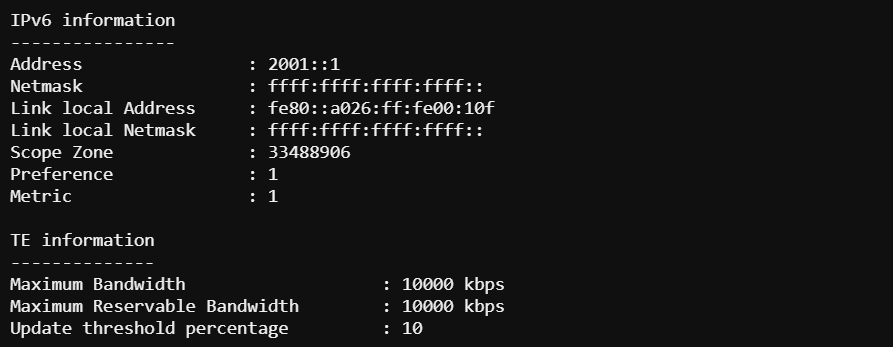 IPv6 information
----------------
Address                : 2001::1
Netmask                : ffff:ffff:ffff:ffff::
Link local Address     : fe80::a026:ff:fe00:10f
Link local Netmask     : ffff:ffff:ffff:ffff::
Scope Zone             : 33488906
Preference             : 1
Metric                 : 1

TE information
--------------
Maximum Bandwidth                   : 10000 kbps
Maximum Reservable Bandwidth        : 10000 kbps
Update threshold percentage         : 10